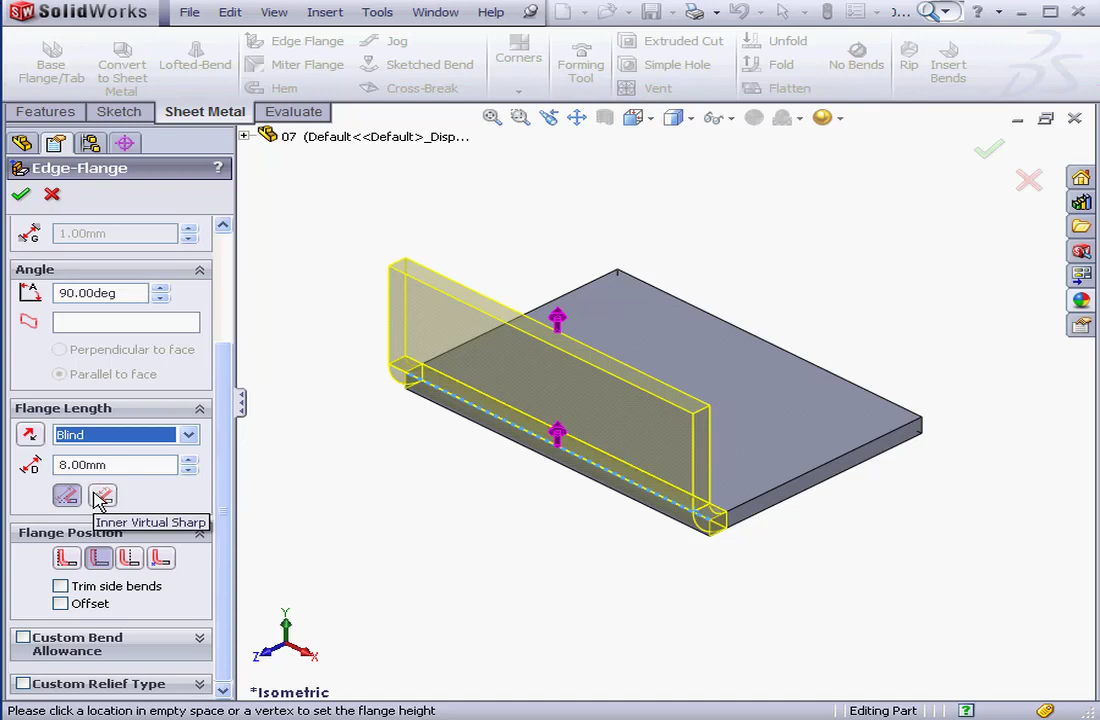 SolidWorks File Edit View Insert Tools Window Help ?
Base Flange/Tab
Convert to Sheet Metal
Lofted-Bend
Edge Flange
Miter Flange
Hem
Jog
Sketched Bend
Cross-Break
Corners
Forming Tool
Extruded Cut
Simple Hole
Vent
Unfold
Fold
Flatten
No Bends
Rip
Insert Bends
Features Sketch Sheet Metal Evaluate
07 (Default<<Default>_Disp...
Edge-Flange ?
G 1.00mm
Angle
A 90.00deg
Perpendicular to face
Parallel to face
Flange Length
Blind
D 8.00mm
Inner Virtual Sharp
Flange Position
Trim side bends
Offset
Custom Bend
Allowance
Custom Relief Type
Y
Z X
*Isometric
Please click a location in empty space or a vertex to set the flange height Editing Part ?